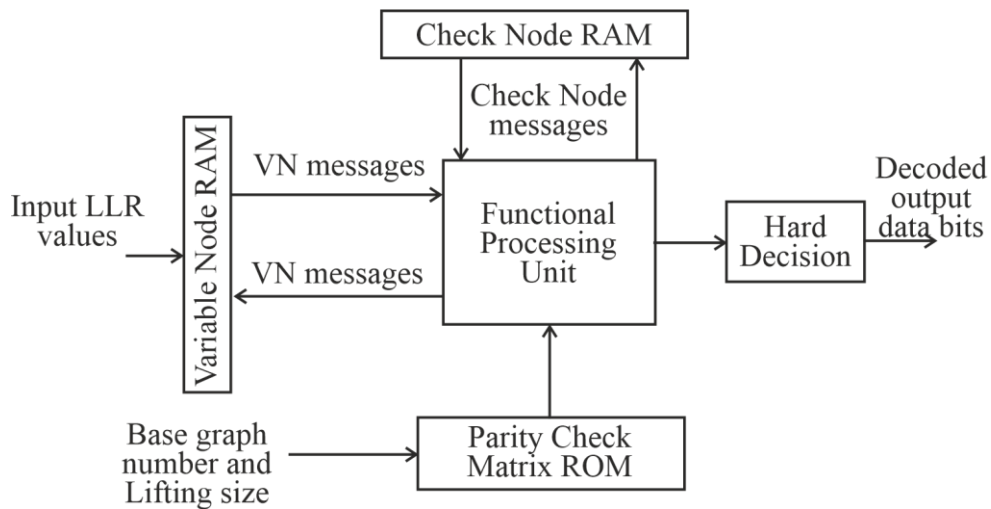 Check Node RAM
Check Node
messages
Input LLR
values
Variable Node RAM
VN messages
VN messages
Functional
Processing
Unit
Hard
Decision
Decoded
output
data bits
Base graph
number and
Lifting size
Parity Check
Matrix ROM